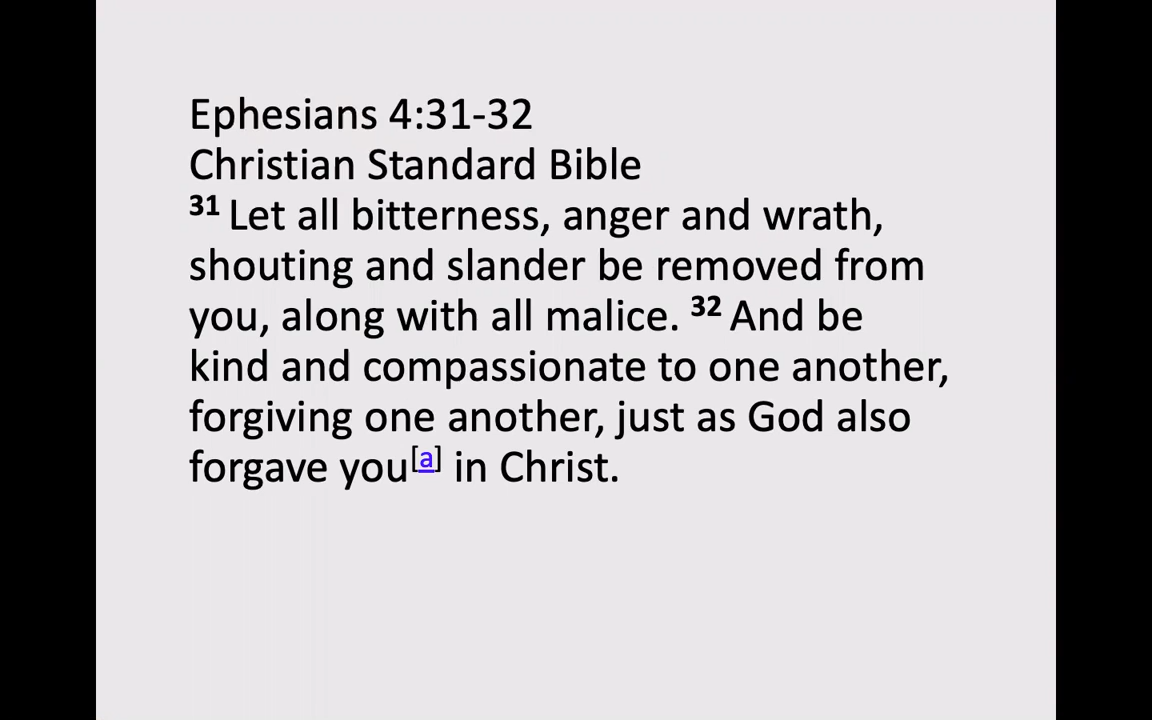 Ephesians 4:31-32
Christian Standard Bible
31 Let all bitterness, anger and wrath,
shouting and slander be removed from
you, along with all malice. 32 And be
kind and compassionate to one another,
forgiving one another, just as God also
forgave you[a] in Christ.